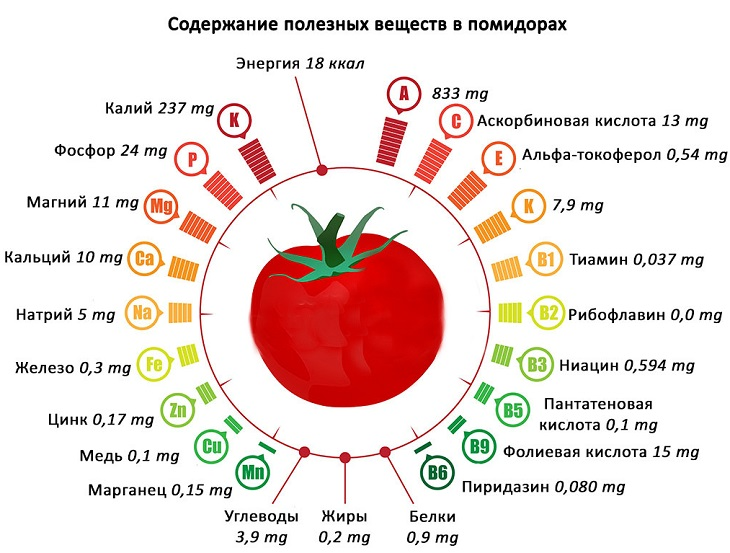 Содержание полезных веществ в помидорах
Энергия 18 ккал
Калий 237 mg
K
Фосфор 24 mg
P
Магний 11 mg
Mg
Кальций 10 mg
Ca
Натрий 5 mg
Na
Железо 0,3 mg
Fe
Цинк 0,17 mg
Zn
Медь 0,1 mg
Cu
Марганец 0,15 mg
Mn
A
833 mg
C
Аскорбиновая кислота 13 mg
E
Альфа-токоферол 0,54 mg
K
7,9 mg
B1
Тиамин 0,037 mg
B2
Рибофлавин 0,0 mg
B3
Ниацин 0,594 mg
B5
Пантатеновая
кислота 0,1 mg
B9
Фолиевая кислота 15 mg
B6
Пиридазин 0,080 mg
Углеводы
3,9 mg
Жиры
0,2 mg
Белки
0,9 mg